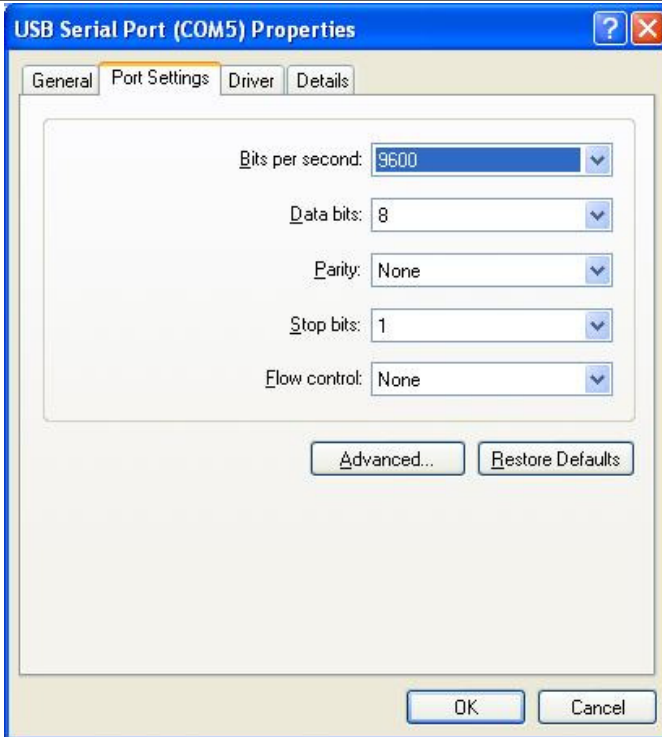 USB Serial Port (COM5) Properties
General Port Settings Driver Details
Bits per second: 9600
Data bits: 8
Parity: None
Stop bits: 1
Flow control: None
Advanced... Restore Defaults
OK Cancel